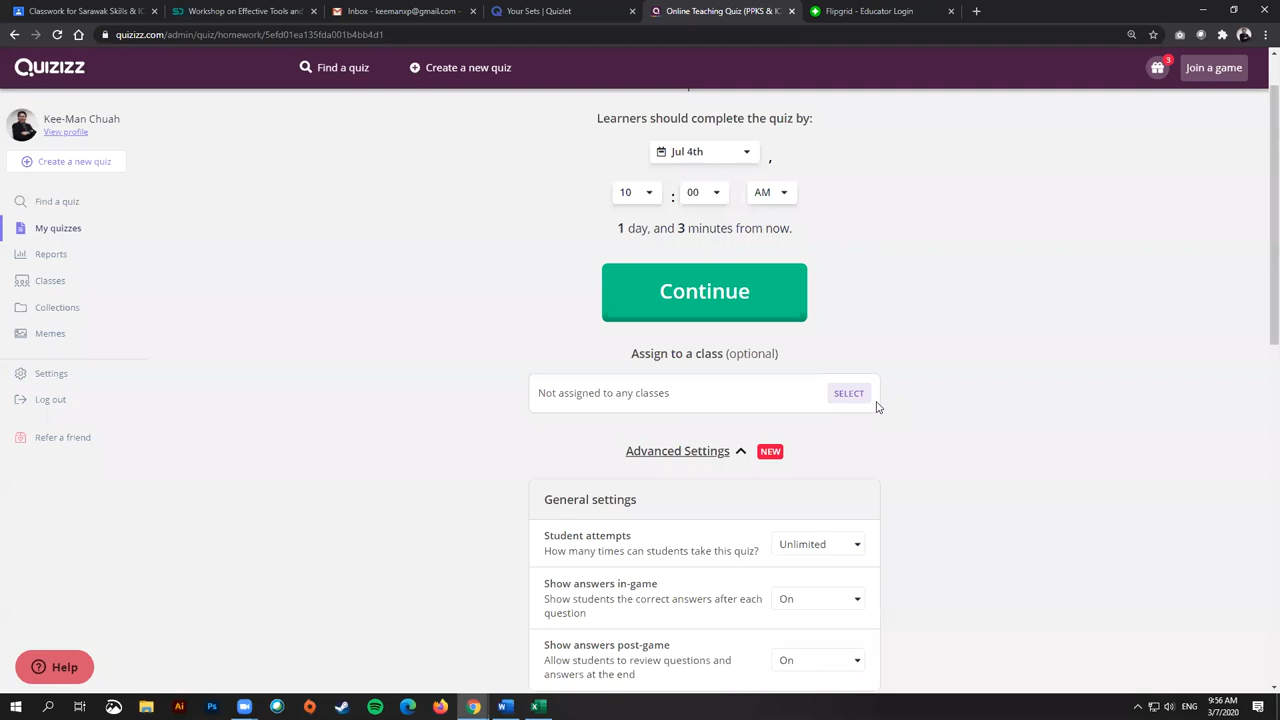 Classroom for Sarawak Skills & IC
Workshop on Effective Tools and
Inbox - keemanxp@gmail.com -
Your Sets | Quizlet
Online Teaching Quiz (PPKS & IC
Flipgrid - Educator Login
quizizz.com/admin/quiz/homework/5efd01ea135fda001b4bb4d1
QUIZIZZ
Find a quiz
Create a new quiz
3
Join a game
Kee-Man Chuah
View profile
Create a new quiz
Find a quiz
My quizzes
Reports
Classes
Collections
Memes
Settings
Log out
Refer a friend
Help
Learners should complete the quiz by:
Jul 4th
,
10 : 00 AM
1 day, and 3 minutes from now.
Continue
Assign to a class (optional)
Not assigned to any classes
SELECT
Advanced Settings NEW
General settings
Student attempts
How many times can students take this quiz?
Unlimited
Show answers in-game
Show students the correct answers after each
question
On
Show answers post-game
Allow students to review questions and
answers at the end
On
Ai
Ps
ENG
9:56 AM
3/7/2020